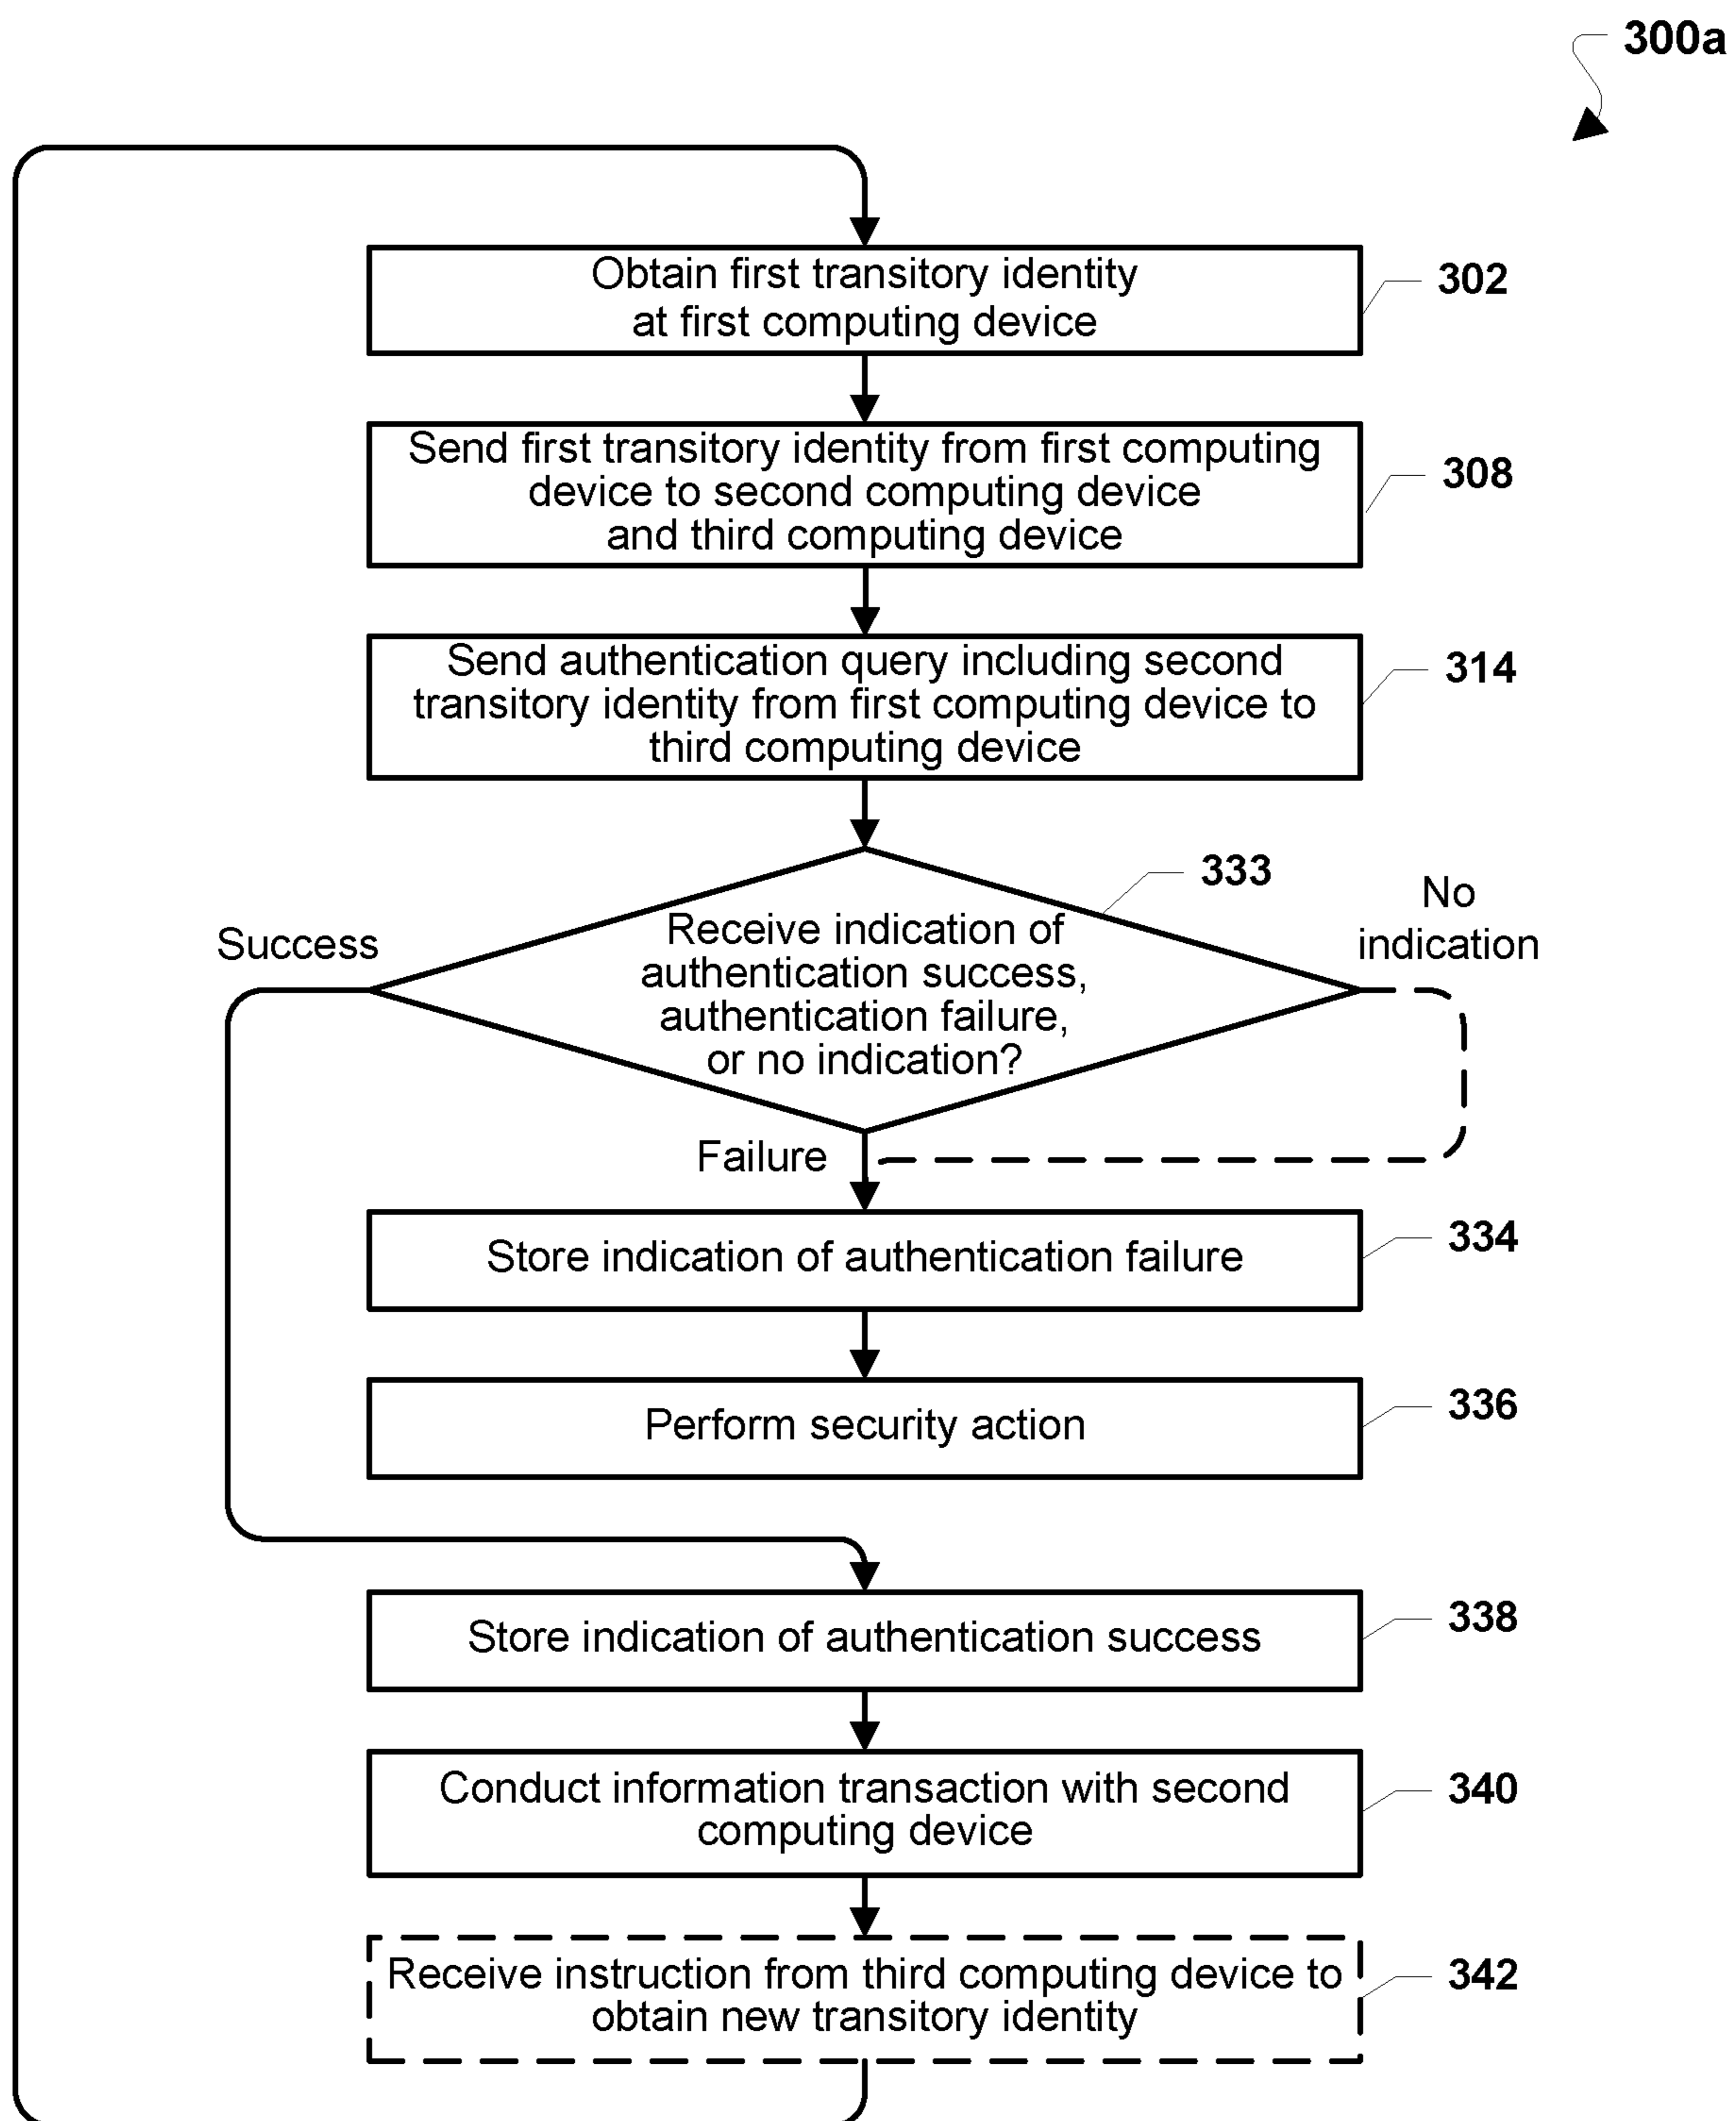 300a
Obtain first transitory identity
at first computing device
302
Send first transitory identity from first computing
device to second computing device
and third computing device
308
Send authentication query including second
transitory identity from first computing device to
third computing device
314
333
No
indication
Success
Receive indication of
authentication success,
authentication failure,
or no indication?
Failure
Store indication of authentication failure
334
Perform security action
336
Store indication of authentication success
338
Conduct information transaction with second
computing device
340
Receive instruction from third computing device to
obtain new transitory identity
342